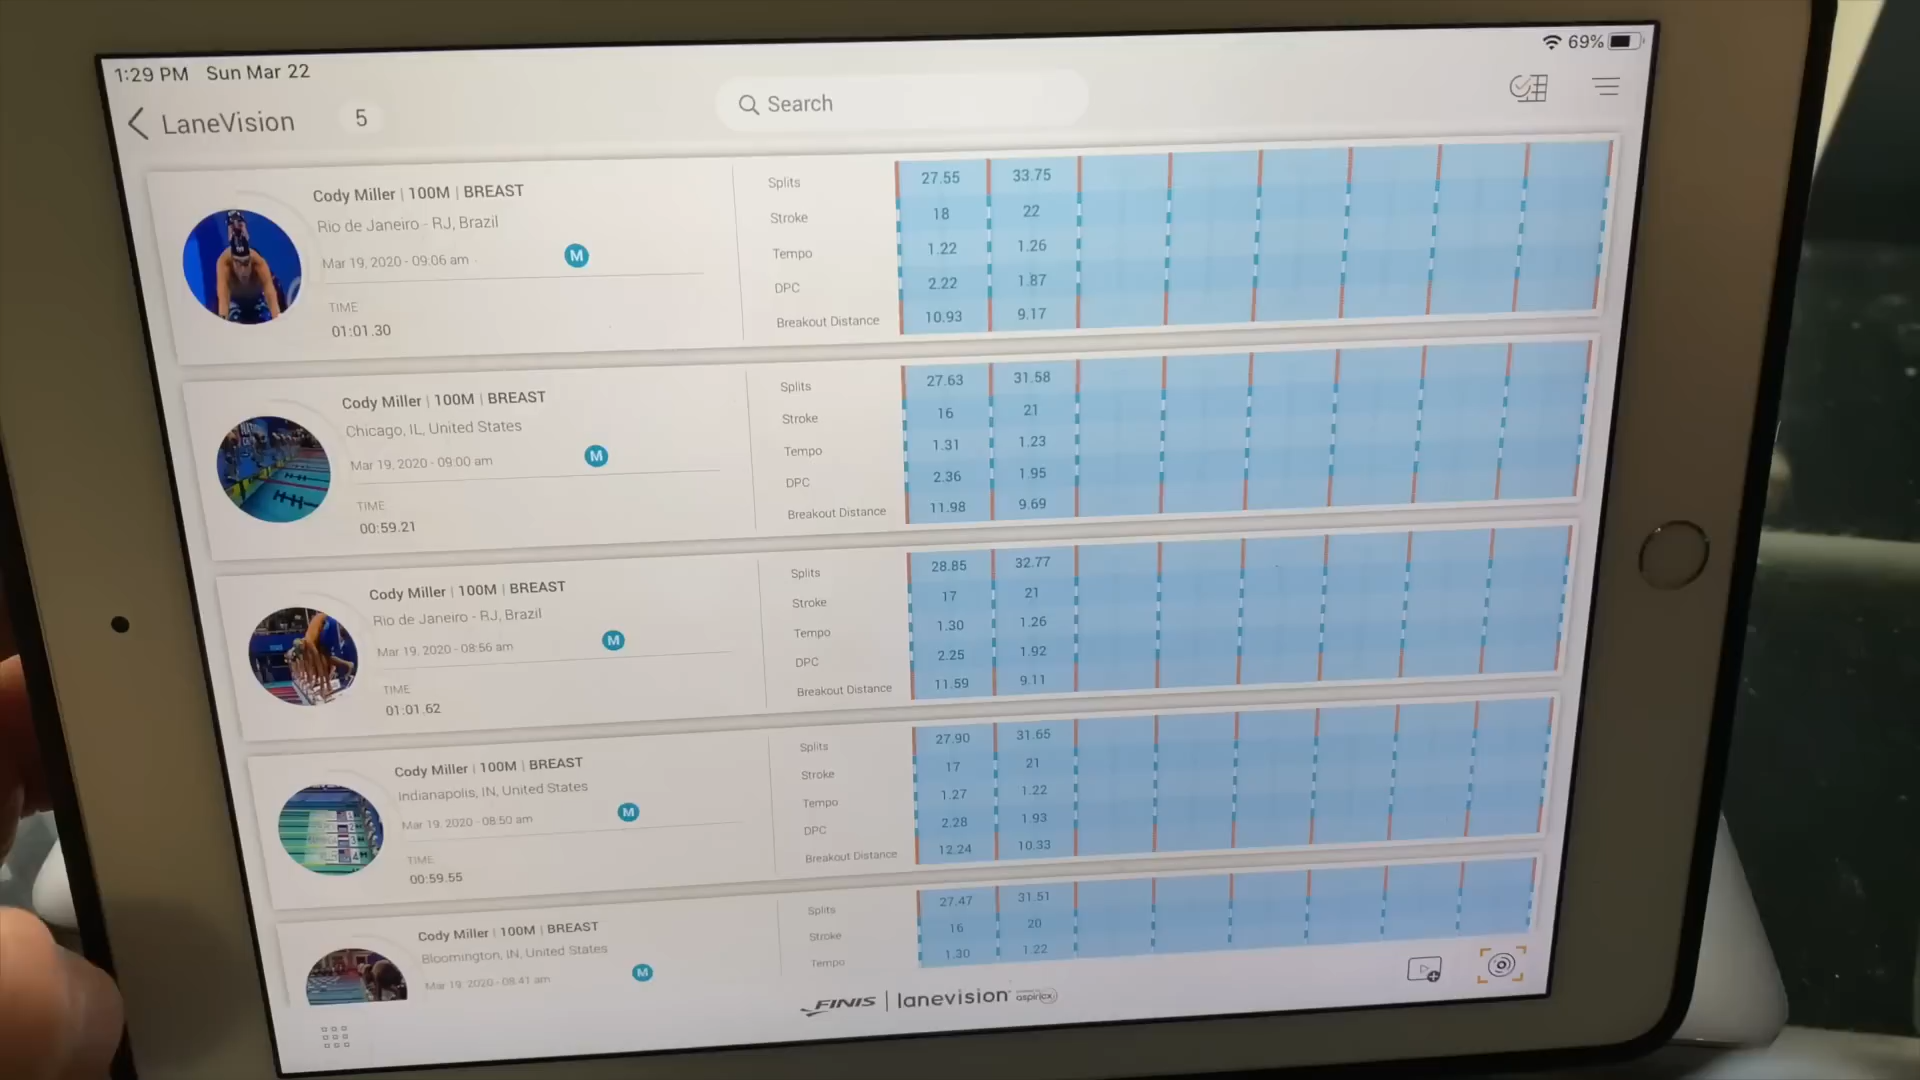 1:29 PM Sun Mar 22
69%
LaneVision 5
Search
Cody Miller | 100M | BREAST
Rio de Janeiro - RJ, Brazil
Mar 19, 2020 - 09:06 am M
TIME
01:01.30
Splits 27.55 33.75
Stroke 18 22
Tempo 1.22 1.26
DPC 2.22 1.87
Breakout Distance 10.93 9.17
Cody Miller | 100M | BREAST
Chicago, IL, United States
Mar 19, 2020 - 09:00 am M
TIME
00:59.21
Splits 27.63 31.58
Stroke 16 21
Tempo 1.31 1.23
DPC 2.36 1.95
Breakout Distance 11.98 9.69
Cody Miller | 100M | BREAST
Rio de Janeiro - RJ, Brazil
Mar 19, 2020 - 08:56 am M
TIME
01:01.62
Splits 28.85 32.77
Stroke 17 21
Tempo 1.30 1.26
DPC 2.25 1.92
Breakout Distance 11.59 9.11
Cody Miller | 100M | BREAST
Indianapolis, IN, United States
Mar 19, 2020 - 08:50 am M
TIME
00:59.55
Splits 27.90 31.65
Stroke 17 21
Tempo 1.27 1.22
DPC 2.28 1.93
Breakout Distance 12.24 10.33
Cody Miller | 100M | BREAST
Bloomington, IN, United States
Mar 19, 2020 - 08:41 am M
Splits 27.47 31.51
Stroke 16 20
Tempo 1.30 1.22
FINIS | lanevision